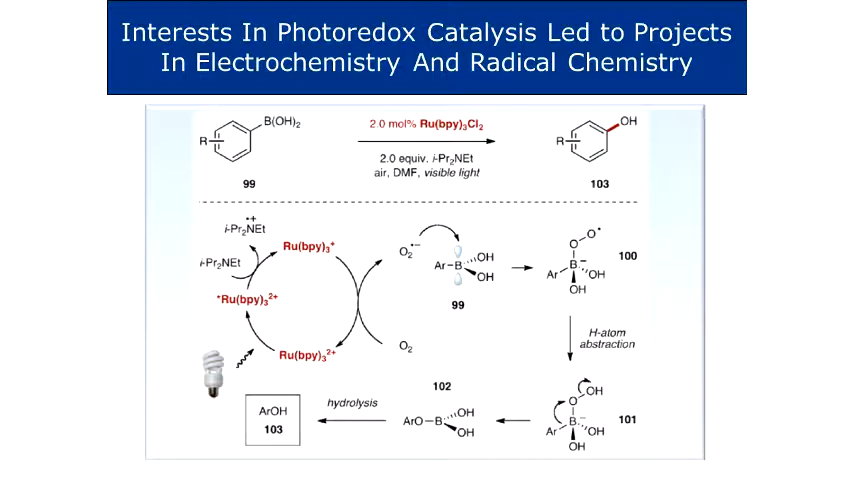 Interests In Photoredox Catalysis Led to Projects
In Electrochemistry And Radical Chemistry
B(OH)₂
R
99
2.0 mol% Ru(bpy)₃Cl₂
2.0 equiv. i-Pr₂NEt
air, DMF, visible light
OH
R
103
•+
i-Pr₂NEt
i-Pr₂NEt
Ru(bpy)₃⁺
*Ru(bpy)₃²⁺
Ru(bpy)₃²⁺
O₂•−
O₂
Ar–B
OH
OH
99
O•
O
B−
Ar
OH
OH
100
H-atom
abstraction
OH
O
B−
Ar
OH
OH
101
102
ArO–B
OH
OH
hydrolysis
ArOH
103